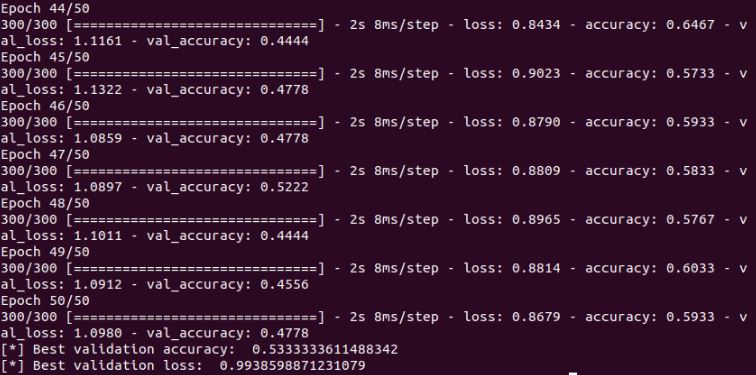 Epoch 44/50
300/300 [==============================] - 2s 8ms/step - loss: 0.8434 - accuracy: 0.6467 - v
al_loss: 1.1161 - val_accuracy: 0.4444
Epoch 45/50
300/300 [==============================] - 2s 8ms/step - loss: 0.9023 - accuracy: 0.5733 - v
al_loss: 1.1322 - val_accuracy: 0.4778
Epoch 46/50
300/300 [==============================] - 2s 8ms/step - loss: 0.8790 - accuracy: 0.5933 - v
al_loss: 1.0859 - val_accuracy: 0.4778
Epoch 47/50
300/300 [==============================] - 2s 8ms/step - loss: 0.8809 - accuracy: 0.5833 - v
al_loss: 1.0897 - val_accuracy: 0.5222
Epoch 48/50
300/300 [==============================] - 2s 8ms/step - loss: 0.8965 - accuracy: 0.5767 - v
al_loss: 1.1011 - val_accuracy: 0.4444
Epoch 49/50
300/300 [==============================] - 2s 8ms/step - loss: 0.8814 - accuracy: 0.6033 - v
al_loss: 1.0912 - val_accuracy: 0.4556
Epoch 50/50
300/300 [==============================] - 2s 8ms/step - loss: 0.8679 - accuracy: 0.5933 - v
al_loss: 1.0980 - val_accuracy: 0.4778
[*] Best validation accuracy:  0.5333333611488342
[*] Best validation loss:  0.9938598871231079